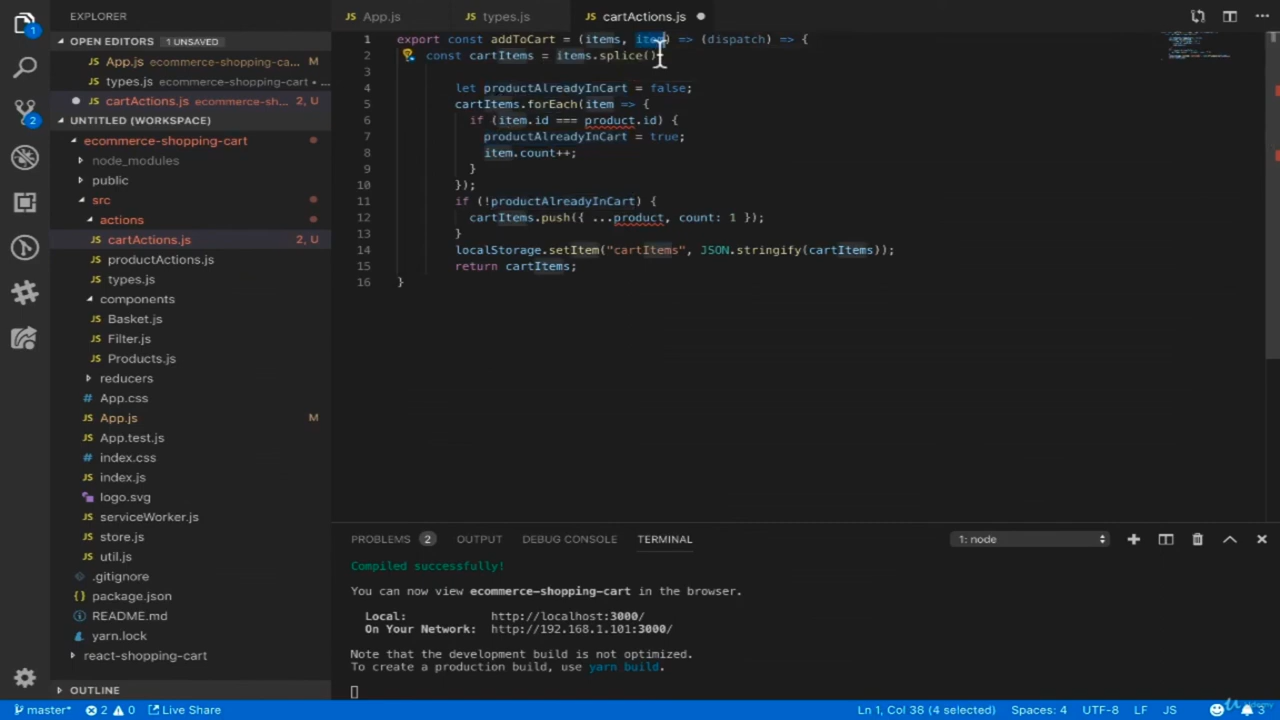 EXPLORER
OPEN EDITORS 1 UNSAVED
App.js ecommerce-shopping-ca...
types.js ecommerce-shopping-cart •
cartActions.js ecommerce-sh... 2, U
UNTITLED (WORKSPACE)
ecommerce-shopping-cart
node_modules
public
src
actions
cartActions.js 2, U
productActions.js
types.js
components
Basket.js
Filter.js
Products.js
reducers
App.css
App.js M
App.test.js
index.css
index.js
logo.svg
serviceWorker.js
store.js
util.js
.gitignore
package.json
README.md
yarn.lock
react-shopping-cart
OUTLINE
App.js types.js cartActions.js
1 export const addToCart = (items, item) => (dispatch) => {
2 const cartItems = items.splice()
3
4 let productAlreadyInCart = false;
5 cartItems.forEach(item => {
6 if (item.id === product.id) {
7 productAlreadyInCart = true;
8 item.count++;
9 }
10 });
11 if (!productAlreadyInCart) {
12 cartItems.push({ ...product, count: 1 });
13 }
14 localStorage.setItem("cartItems", JSON.stringify(cartItems));
15 return cartItems;
16 }
PROBLEMS 2 OUTPUT DEBUG CONSOLE TERMINAL 1: node
Compiled successfully!
You can now view ecommerce-shopping-cart in the browser.
Local: http://localhost:3000/
On Your Network: http://192.168.1.101:3000/
Note that the development build is not optimized.
To create a production build, use yarn build.
master* 2 0 Live Share Ln 1, Col 38 (4 selected) Spaces: 4 UTF-8 LF JS 3